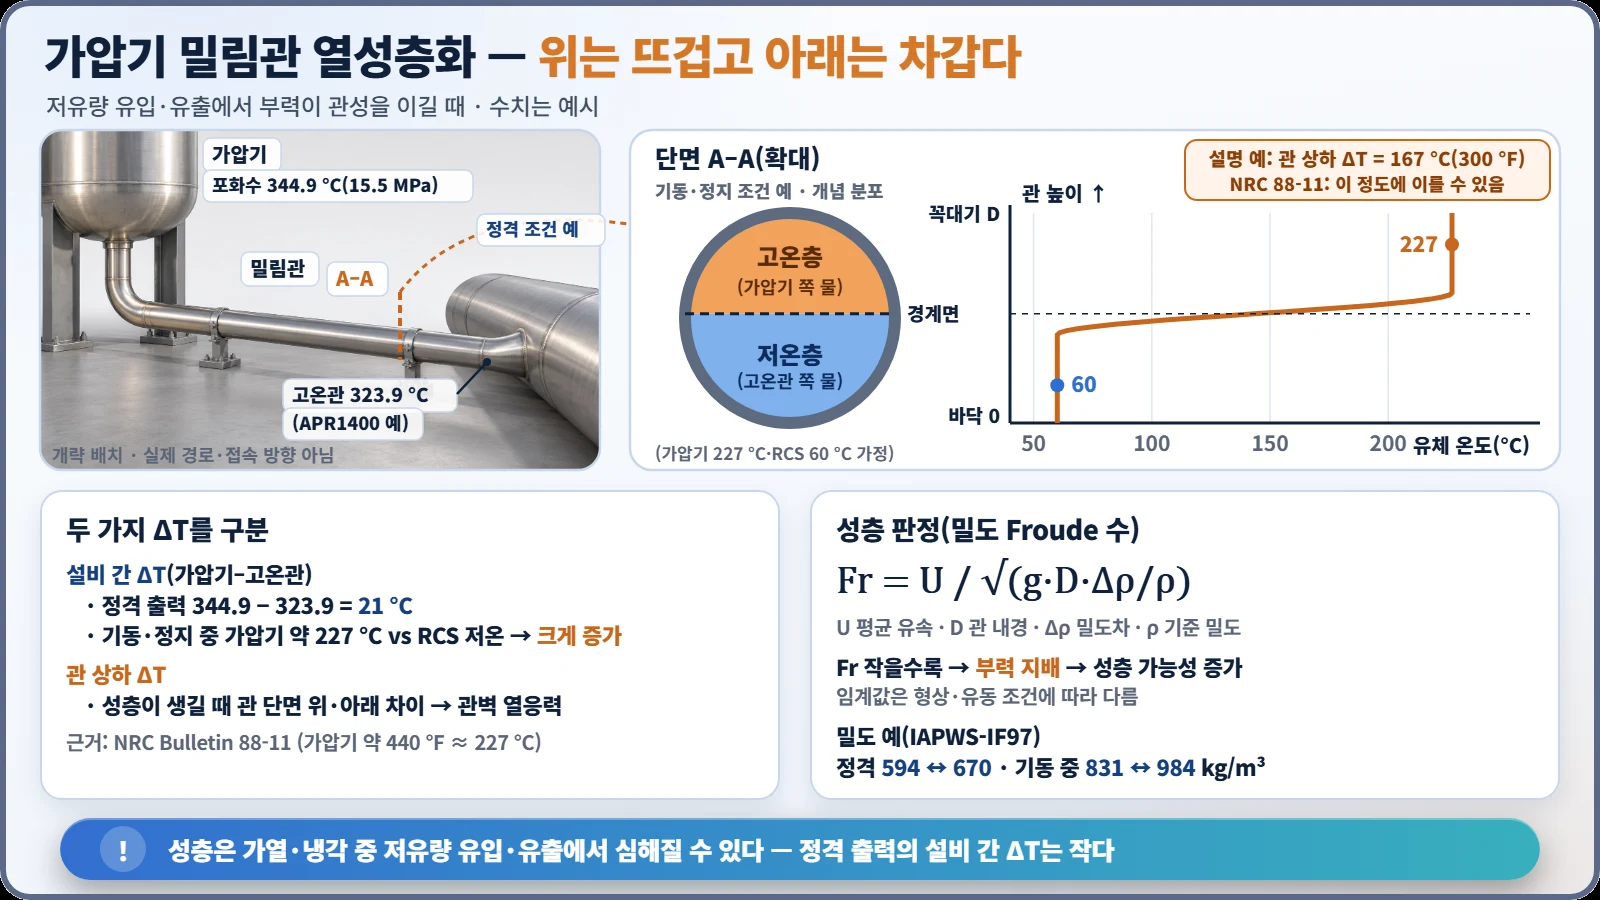 가압기 밀림관 열성층화 — 위는 뜨겁고 아래는 차갑다
저유량 유입·유출에서 부력이 관성을 이길 때 · 수치는 예시
가압기
포화수 344.9 °C(15.5 MPa)
정격 조건 예
밀림관
A–A
고온관 323.9 °C
(APR1400 예)
개략 배치 · 실제 경로·접속 방향 아님
단면 A–A(확대)
기동·정지 조건 예 · 개념 분포
고온층
(가압기 쪽 물)
경계면
저온층
(고온관 쪽 물)
(가압기 227 °C·RCS 60 °C 가정)
설명 예: 관 상하 ΔT = 167 °C(300 °F)
NRC 88-11: 이 정도에 이를 수 있음
관 높이 ↑
꼭대기 D
227
60
바닥 0
50 100 150 200 유체 온도(°C)
두 가지 ΔT를 구분
설비 간 ΔT(가압기–고온관)
· 정격 출력 344.9 − 323.9 = 21 °C
· 기동·정지 중 가압기 약 227 °C vs RCS 저온 → 크게 증가
관 상하 ΔT
· 성층이 생길 때 관 단면 위·아래 차이 → 관벽 열응력
근거: NRC Bulletin 88-11 (가압기 약 440 °F ≈ 227 °C)
성층 판정(밀도 Froude 수)
Fr = U / √(g·D·Δρ/ρ)
U 평균 유속 · D 관 내경 · Δρ 밀도차 · ρ 기준 밀도
Fr 작을수록 → 부력 지배 → 성층 가능성 증가
임계값은 형상·유동 조건에 따라 다름
밀도 예(IAPWS-IF97)
정격 594 ↔ 670 · 기동 중 831 ↔ 984 kg/m³
! 성층은 가열·냉각 중 저유량 유입·유출에서 심해질 수 있다 — 정격 출력의 설비 간 ΔT는 작다